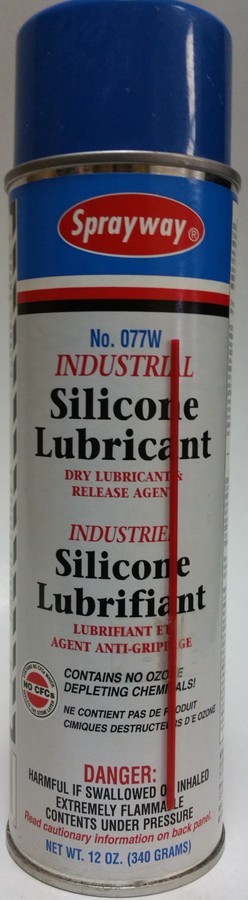 Sprayway®
No. 077W
INDUSTRIAL
Silicone
Lubricant
DRY LUBRICANT &
RELEASE AGENT
INDUSTRIEL
Silicone
Lubrifiant
LUBRIFIANT ET
AGENT ANTI-GRIPPAGE
NO CFCs
CONTAINS NO OZONE
DEPLETING CHEMICALS!
NE CONTIENT PAS DE PRODUIT
CIMIQUES DESTRUCTEURS D'E OZONE
DANGER:
HARMFUL IF SWALLOWED OR INHALED
EXTREMELY FLAMMABLE
CONTENTS UNDER PRESSURE
Read cautionary information on back panel.
NET WT. 12 OZ. (340 GRAMS)